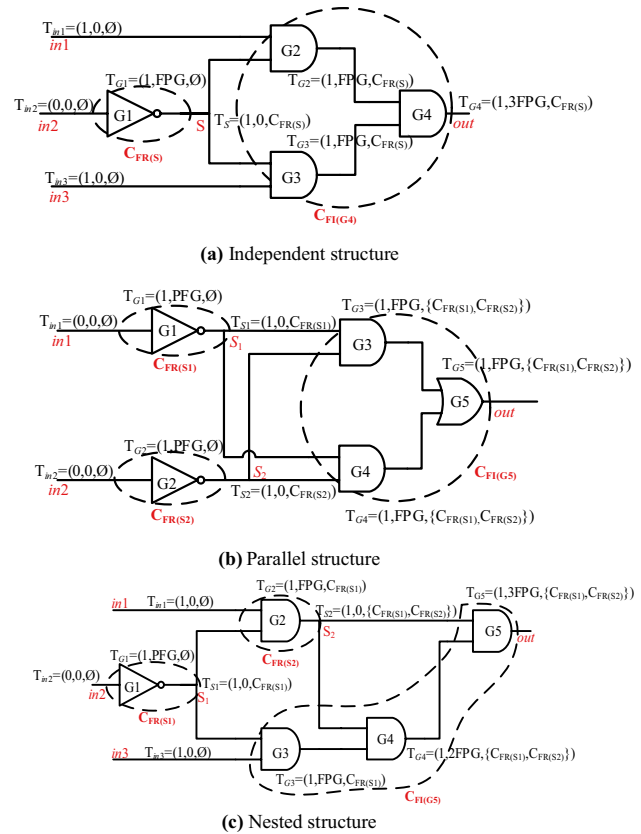 T_in1=(1,0,Ø)
in1
G2
T_G1=(1,FPG,Ø)
T_G2=(1,FPG,C_FR(S))
T_in2=(0,0,Ø)
in2
G1
S
T_S=(1,0,C_FR(S))
G4
T_G4=(1,3FPG,C_FR(S))
out
C_FR(S)
T_G3=(1,FPG,C_FR(S))
T_in3=(1,0,Ø)
in3
G3
C_FI(G4)
(a) Independent structure
T_G1=(1,PFG,Ø)
T_G3=(1,FPG,{C_FR(S1),C_FR(S2)})
T_in1=(0,0,Ø)
in1
G1
T_S1=(1,0,C_FR(S1))
S1
G3
C_FR(S1)
T_G5=(1,FPG,{C_FR(S1),C_FR(S2)})
G5
out
T_G2=(1,PFG,Ø)
T_in2=(0,0,Ø)
in2
G2
S2
G4
C_FI(G5)
C_FR(S2)
T_S2=(1,0,C_FR(S2))
T_G4=(1,FPG,{C_FR(S1),C_FR(S2)})
(b) Parallel structure
T_G2=(1,FPG,C_FR(S1))
T_G5=(1,3FPG,{C_FR(S1),C_FR(S2)})
in1
T_in1=(1,0,Ø)
G2
T_S2=(1,0,{C_FR(S1),C_FR(S2)})
S2
G5
out
T_G1=(1,PFG,Ø)
C_FR(S2)
T_in2=(0,0,Ø)
in2
G1
T_S1=(1,0,C_FR(S1))
S1
C_FR(S1)
G4
in3
T_in3=(1,0,Ø)
G3
T_G4=(1,2FPG,{C_FR(S1),C_FR(S2)})
T_G3=(1,FPG,C_FR(S1))
C_FI(G5)
(c) Nested structure